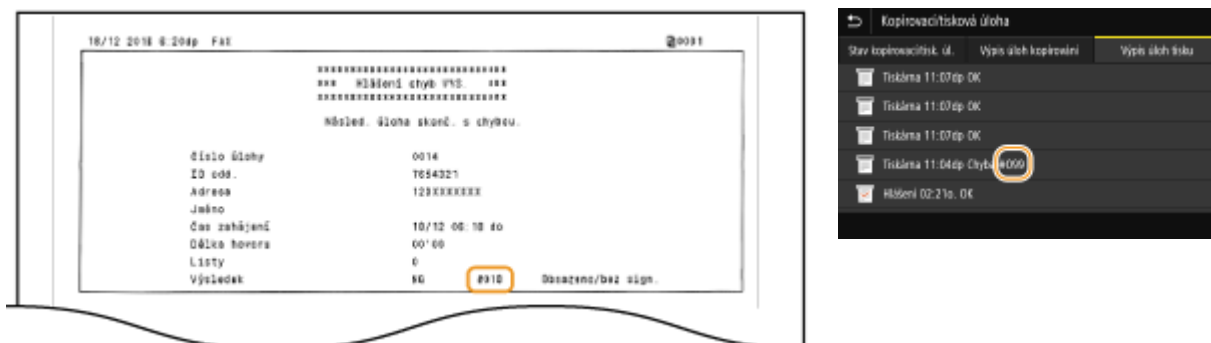 18/12 2018 6:20dp Fax 0001
*****************************
*** Hlášení chyb VYS. ***
*****************************
Násled. úloha skonč. s chybou.
Číslo úlohy 0014
ID odd. 7654321
Adresa 123XXXXXXX
Jméno
Čas zahájení 18/12 06:18 do
Délka hovoru 00'00
Listy 0
Výsledek NG #018 Obsazeno/bez sign.
Kopírovací/tisková úloha
Stav kopírovací/tisk. úl. Výpis úloh kopírování Výpis úloh tisku
Tiskárna 11:07dp OK
Tiskárna 11:07dp OK
Tiskárna 11:07dp OK
Tiskárna 11:04dp Chyba #099
Hlášení 02:21o. OK